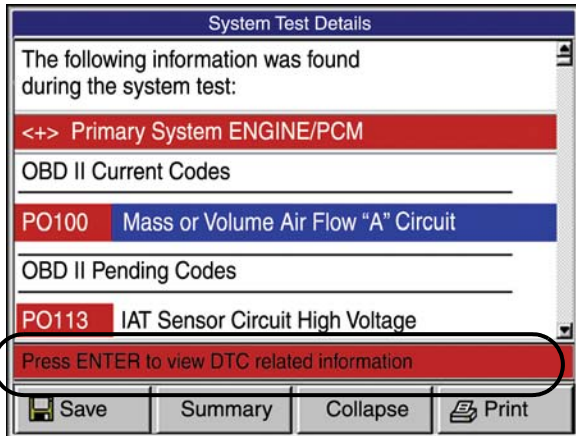 System Test Details
The following information was found
during the system test:
<+> Primary System ENGINE/PCM
OBD II Current Codes
PO100 Mass or Volume Air Flow “A” Circuit
OBD II Pending Codes
PO113 IAT Sensor Circuit High Voltage
Press ENTER to view DTC related information
Save Summary Collapse Print